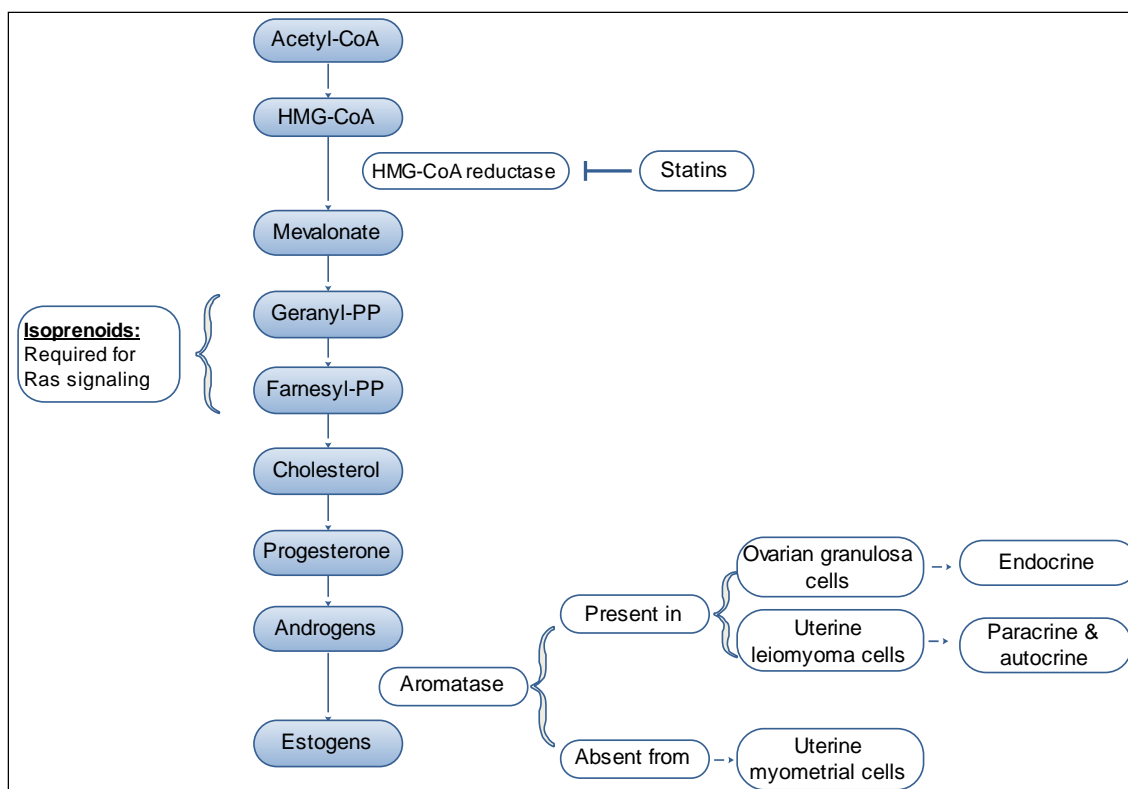 Acetyl-CoA
HMG-CoA
HMG-CoA reductase
Statins
Mevalonate
Geranyl-PP
Isoprenoids:
Required for
Ras signaling
Farnesyl-PP
Cholesterol
Progesterone
Androgens
Estogens
Aromatase
Present in
Ovarian granulosa
cells
Endocrine
Uterine
leiomyoma cells
Paracrine &
autocrine
Absent from
Uterine
myometrial cells